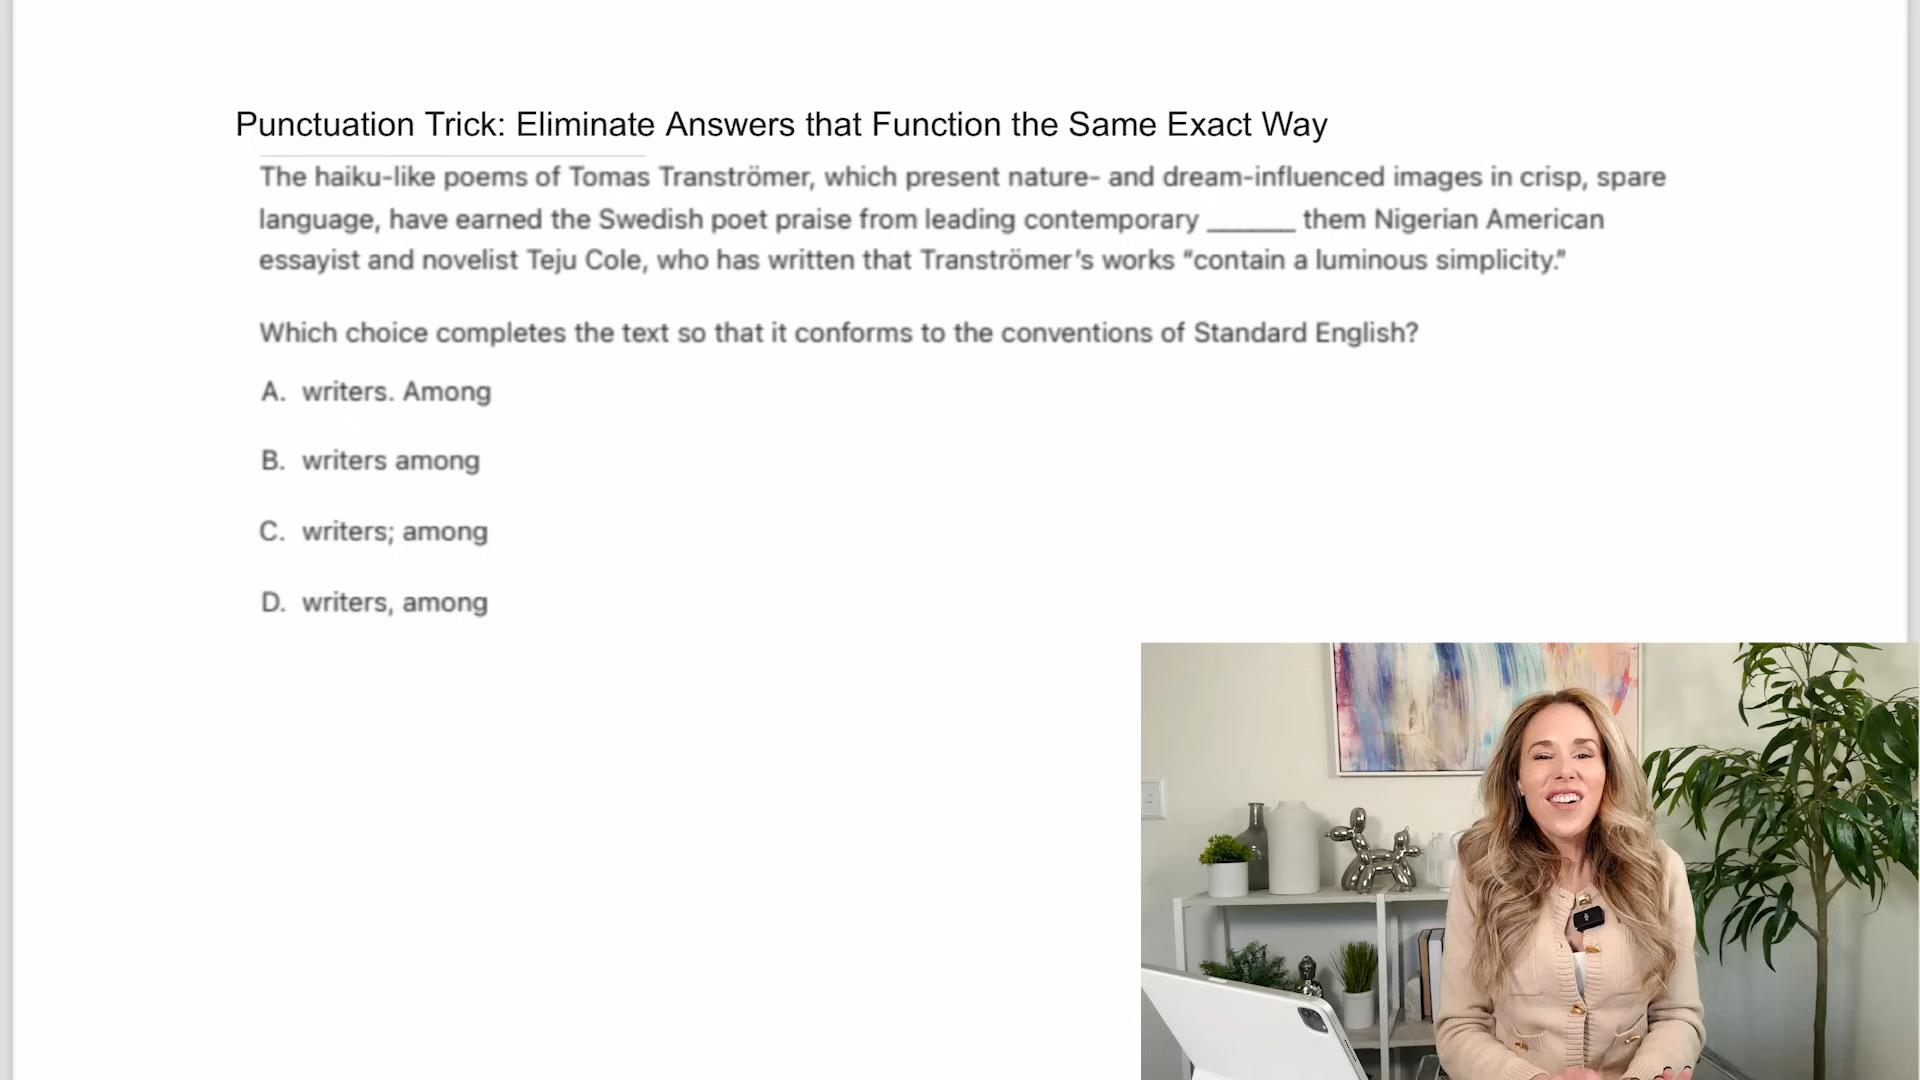 Punctuation Trick: Eliminate Answers that Function the Same Exact Way
The haiku-like poems of Tomas Tranströmer, which present nature- and dream-influenced images in crisp, spare
language, have earned the Swedish poet praise from leading contemporary ______ them Nigerian American
essayist and novelist Teju Cole, who has written that Tranströmer's works "contain a luminous simplicity."
Which choice completes the text so that it conforms to the conventions of Standard English?
A. writers. Among
B. writers among
C. writers; among
D. writers, among